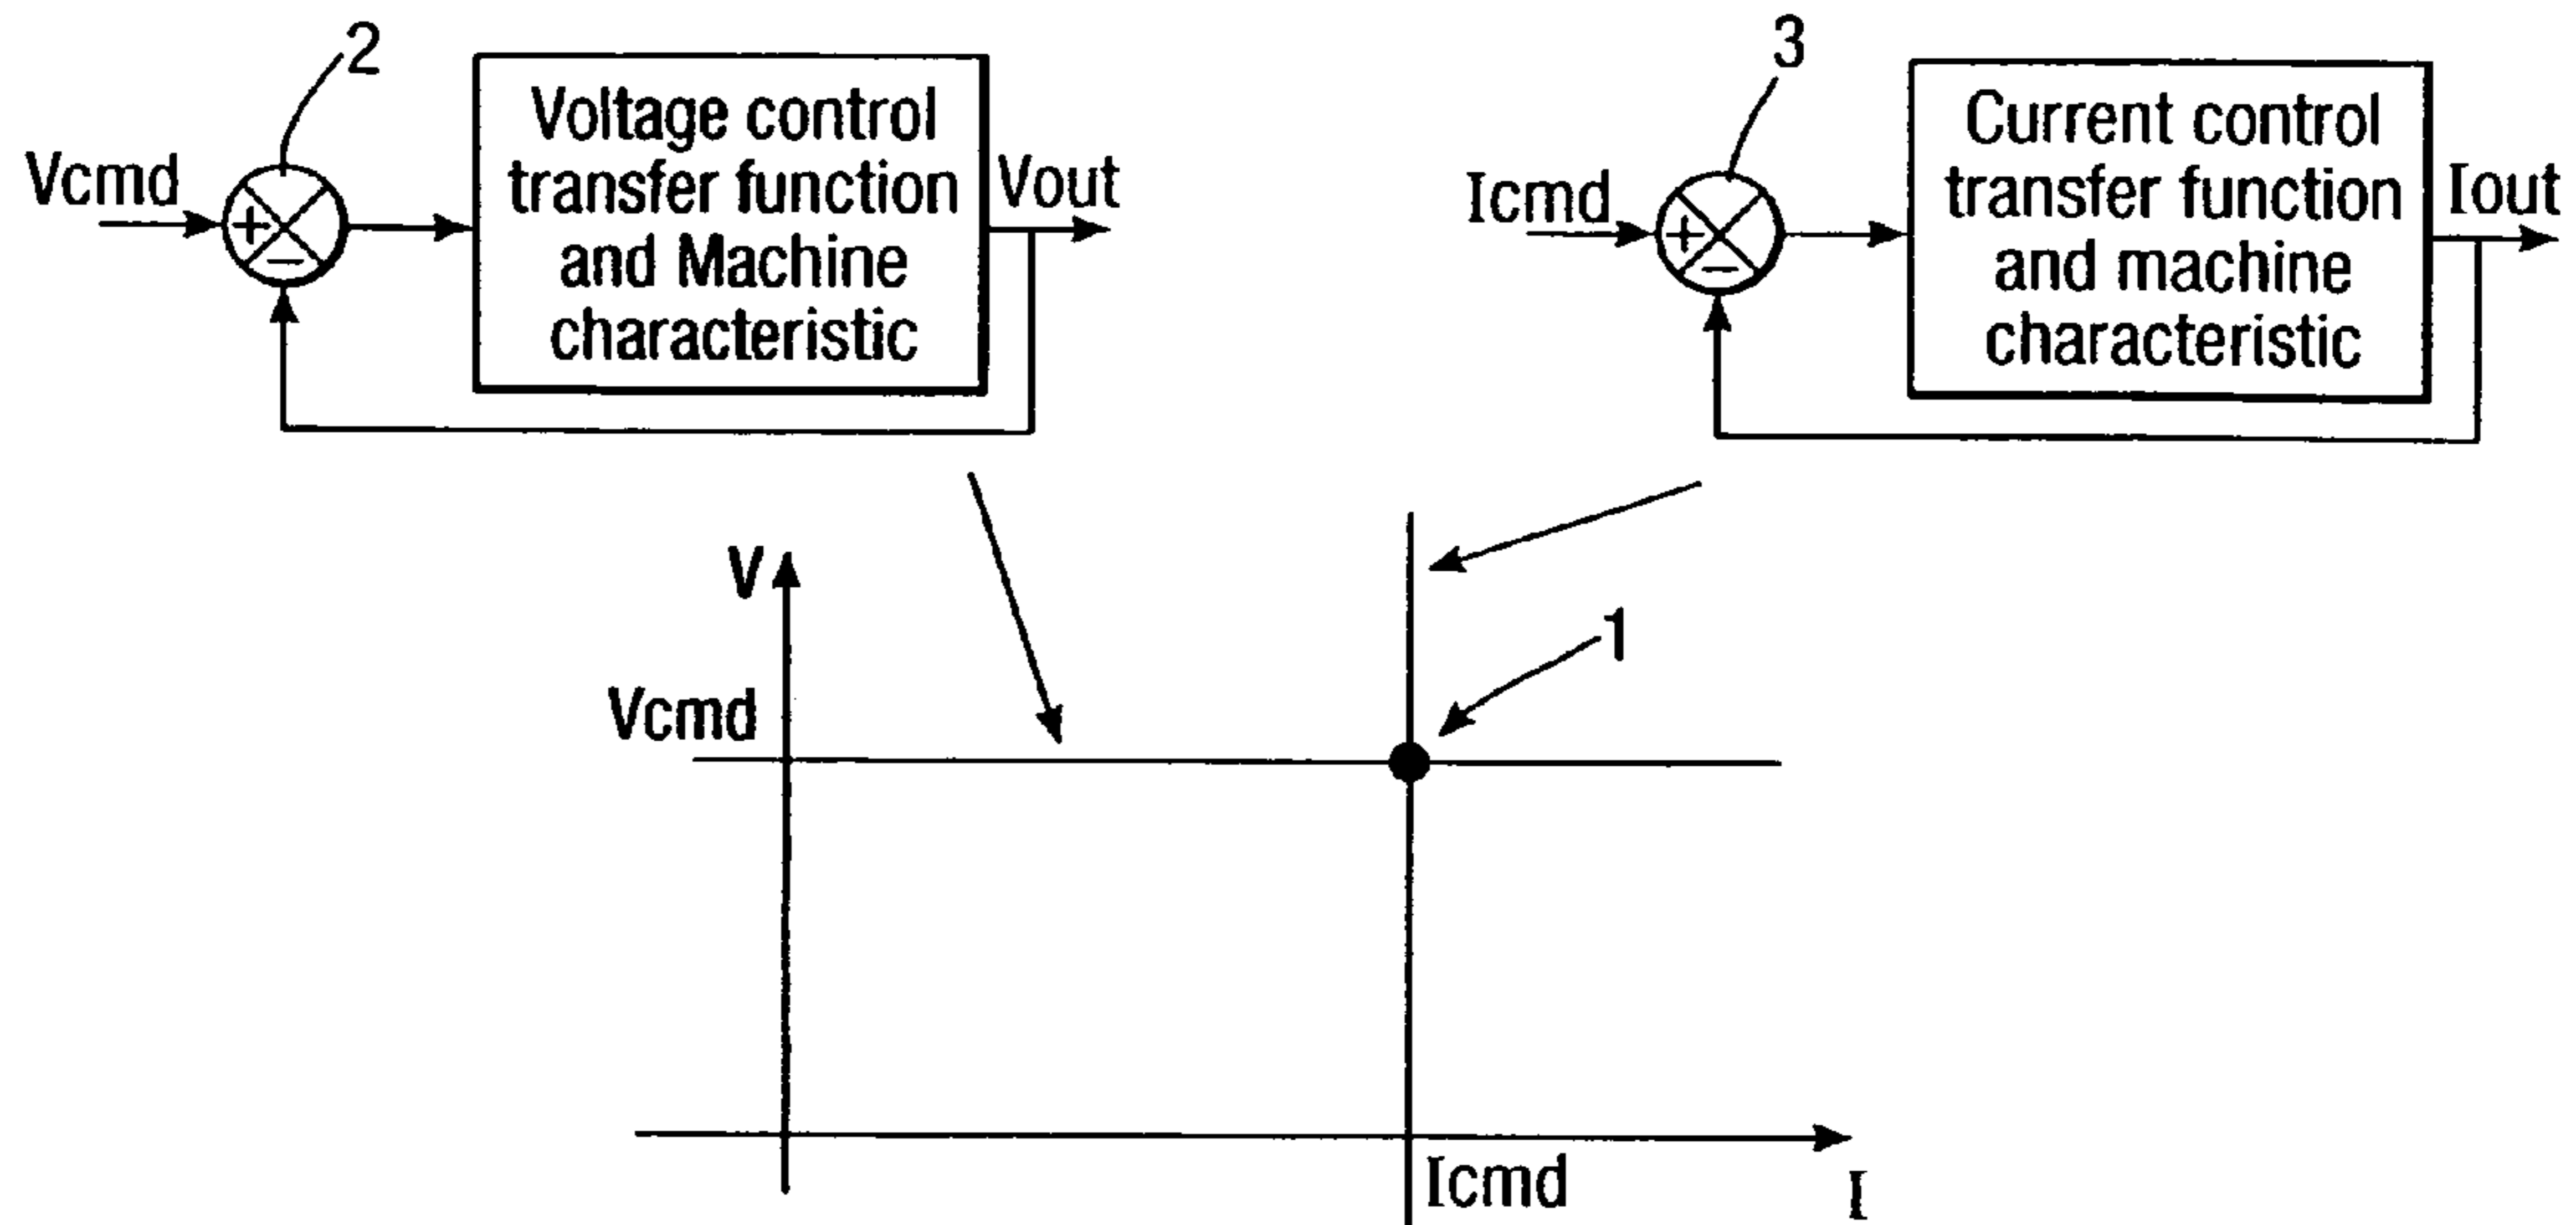 2
Vcmd
+
−
Voltage control
transfer function
and Machine
characteristic
Vout
3
Icmd
+
−
Current control
transfer function
and machine
characteristic
Iout
V
1
Vcmd
Icmd
I